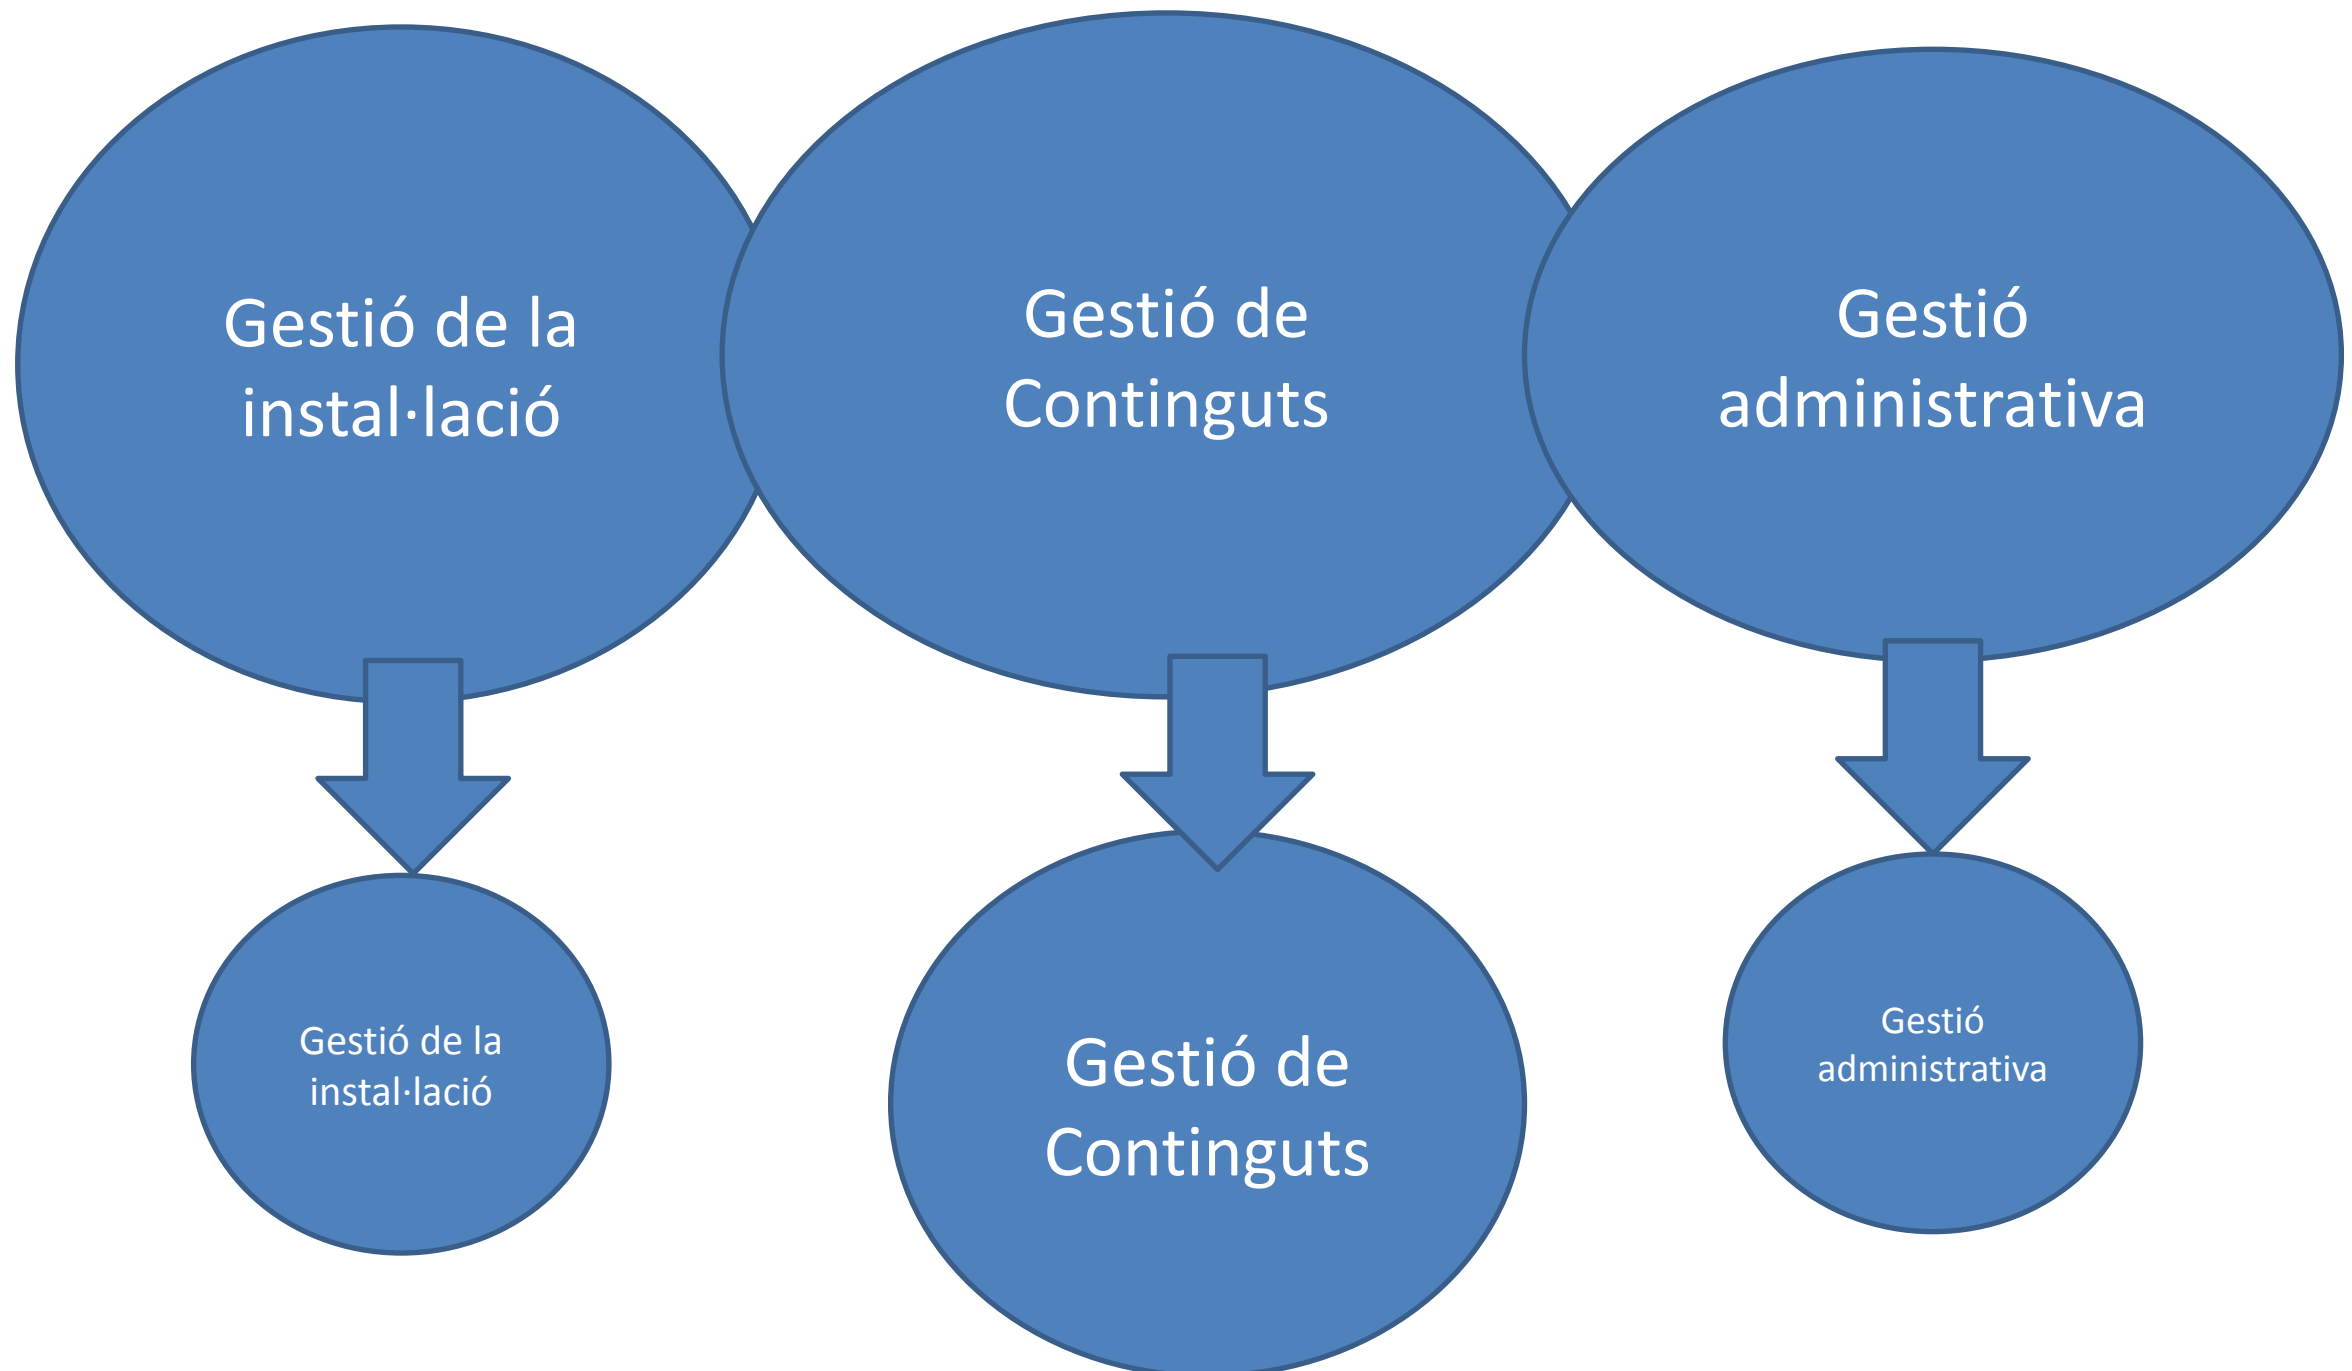 Gestió de la
instal·lació
Gestió de
Continguts
Gestió
administrativa
Gestió de la
instal·lació
Gestió de
Continguts
Gestió
administrativa